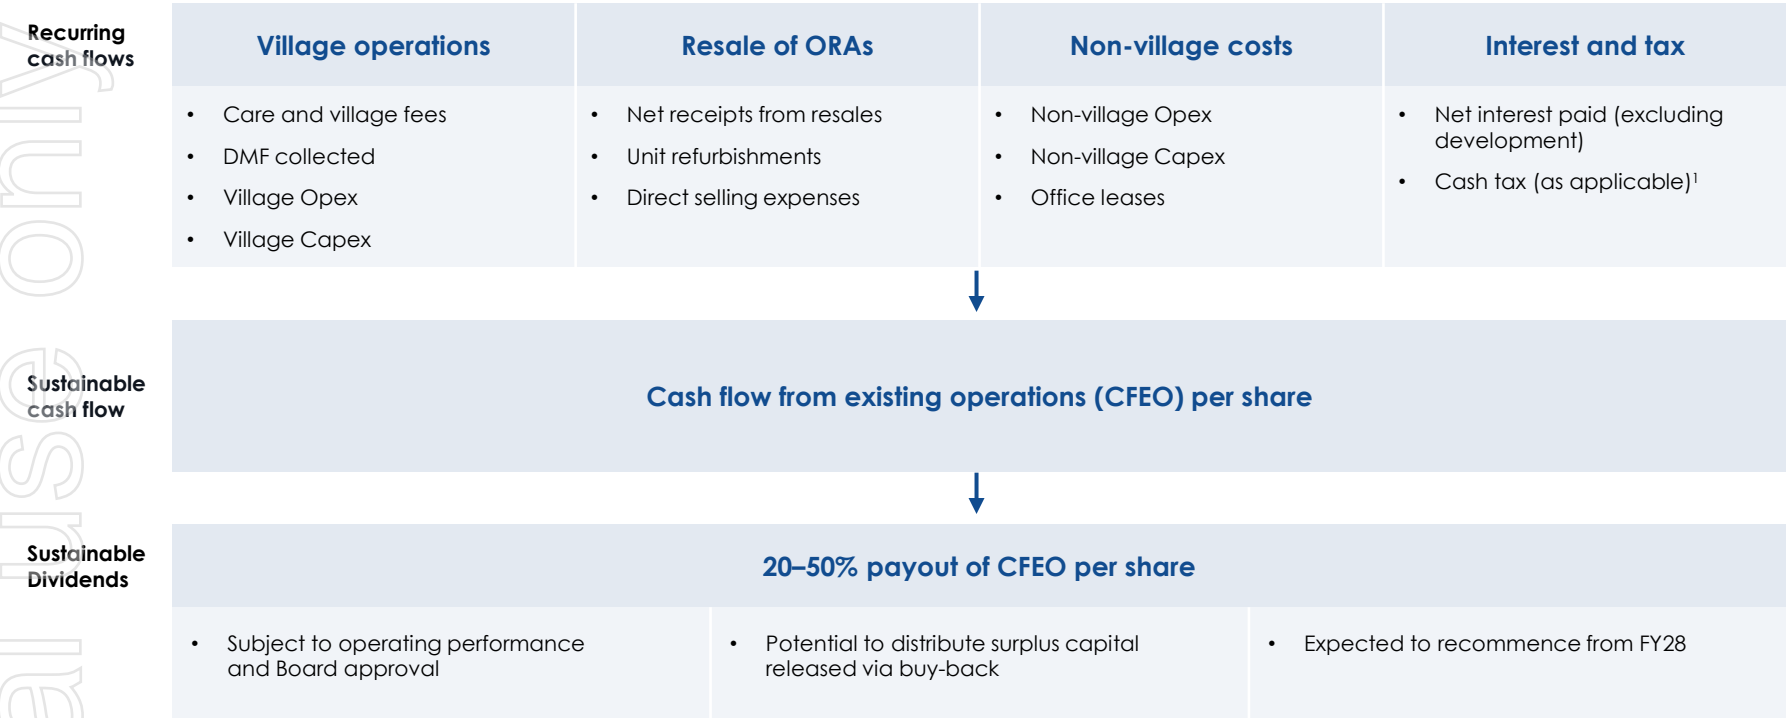 Recurring
cash flows
Village operations
Resale of ORAs
Non-village costs
Interest and tax
• Care and village fees
• DMF collected
• Village Opex
• Village Capex
• Net receipts from resales
• Unit refurbishments
• Direct selling expenses
• Non-village Opex
• Non-village Capex
• Office leases
• Net interest paid (excluding
development)
• Cash tax (as applicable)¹
Sustainable
cash flow
Cash flow from existing operations (CFEO) per share
Sustainable
Dividends
20–50% payout of CFEO per share
• Subject to operating performance
and Board approval
• Potential to distribute surplus capital
released via buy-back
• Expected to recommence from FY28
al use only